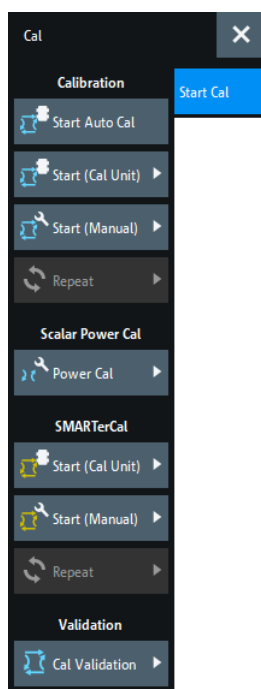 Cal
Start Cal
Calibration
Start Auto Cal
Start (Cal Unit)
Start (Manual)
Repeat
Scalar Power Cal
Power Cal
SMARTerCal
Start (Cal Unit)
Start (Manual)
Repeat
Validation
Cal Validation